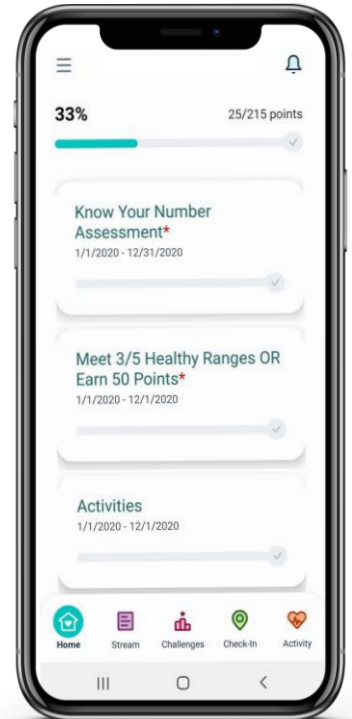 33%
25/215 points
Know Your Number
Assessment*
1/1/2020 - 12/31/2020
Meet 3/5 Healthy Ranges OR
Earn 50 Points*
1/1/2020 - 12/1/2020
Activities
1/1/2020 - 12/1/2020
Home Stream Challenges Check-In Activity